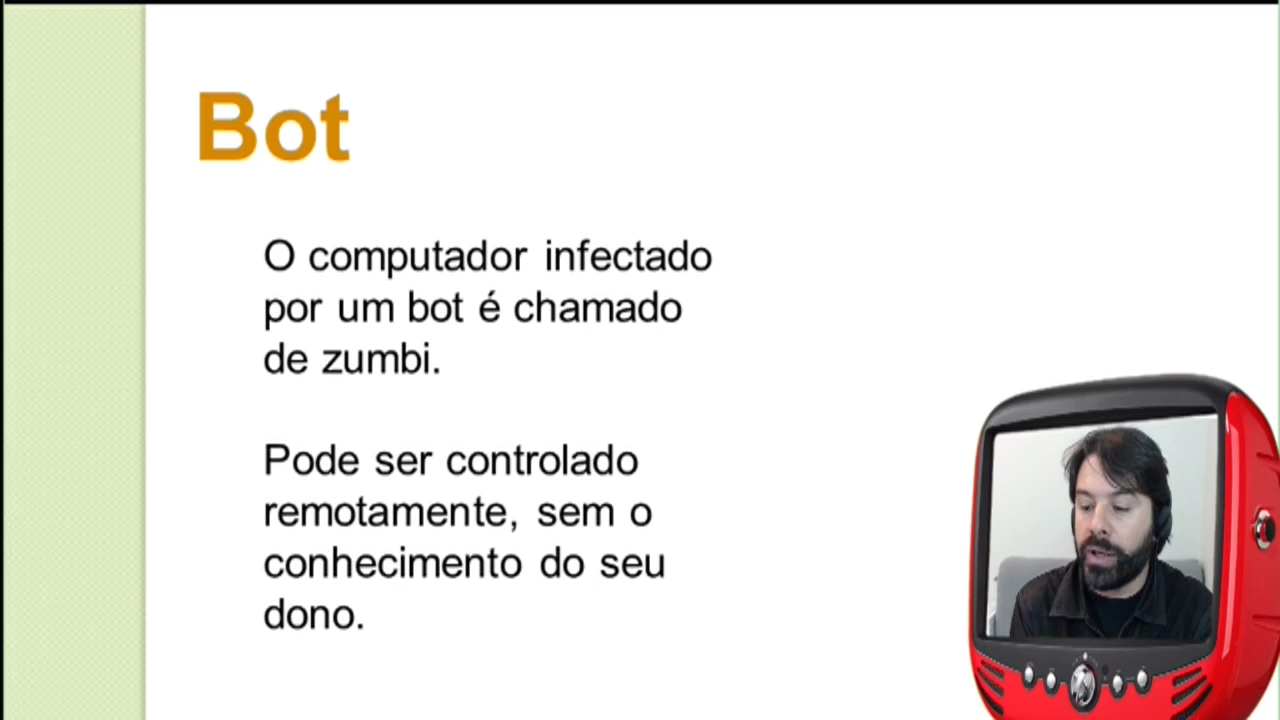 Bot
O computador infectado
por um bot é chamado
de zumbi.
Pode ser controlado
remotamente, sem o
conhecimento do seu
dono.